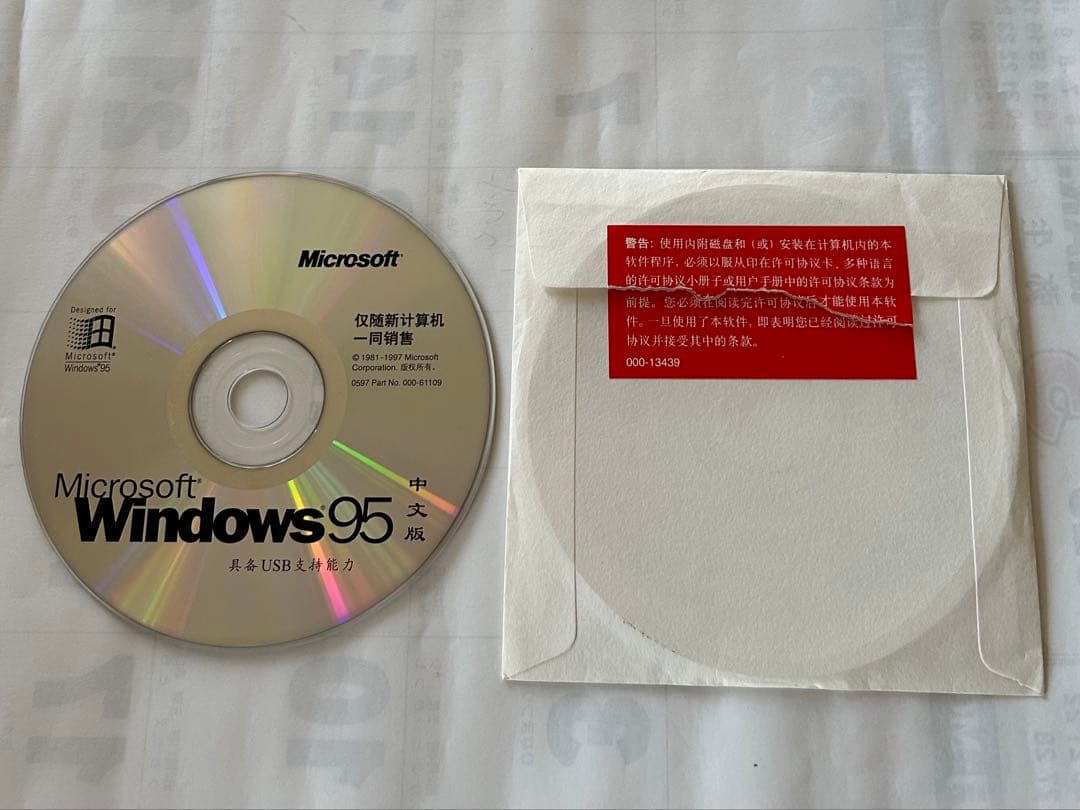 Microsoft
Designed for
Microsoft®
Windows®95
仅随新计算机
一同销售
© 1981-1997 Microsoft
Corporation. 版权所有。
0597 Part No. 000-61109
Microsoft®
Windows®95
中文版
具备USB支持能力
警告：使用内附磁盘和（或）安装在计算机内的本
软件程序，必须以服从印在许可协议卡、多种语言
的许可协议小册子或用户手册中的许可协议条款为
前提。您必须在阅读完许可协议后才能使用本软
件。一旦使用了本软件，即表明您已经阅读过许可
协议并接受其中的条款。
000-13439